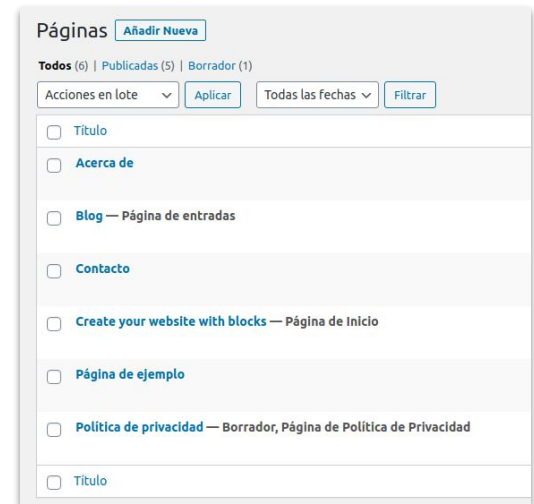 Páginas Añadir Nueva
Todos (6) | Publicadas (5) | Borrador (1)
Acciones en lote Aplicar Todas las fechas Filtrar
Título
Acerca de
Blog — Página de entradas
Contacto
Create your website with blocks — Página de Inicio
Página de ejemplo
Política de privacidad — Borrador, Página de Política de Privacidad
Título